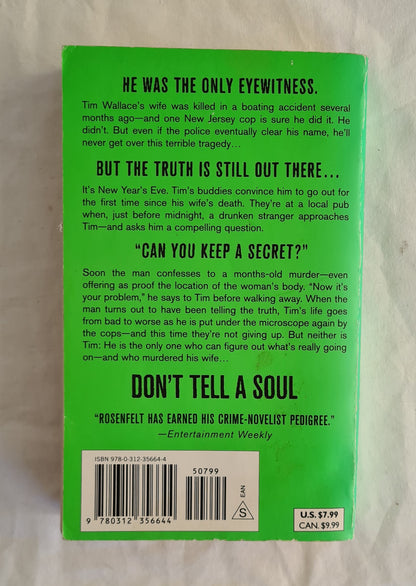 HE WAS THE ONLY EYEWITNESS.
Tim Wallace's wife was killed in a boating accident several
months ago—and one New Jersey cop is sure he did it. He
didn't. But even if the police eventually clear his name, he'll
never get over this terrible tragedy…
BUT THE TRUTH IS STILL OUT THERE…
It's New Year's Eve. Tim's buddies convince him to go out for
the first time since his wife's death. They're at a local pub
when, just before midnight, a drunken stranger approaches
Tim—and asks him a compelling question.
"CAN YOU KEEP A SECRET?"
Soon the man confesses to a months-old murder—even
offering as proof the location of the woman's body. "Now it's
your problem," he says to Tim before walking away. When the
man turns out to have been telling the truth, Tim's life goes
from bad to worse as he is put under the microscope again by
the cops—and this time they're not giving up. But neither is
Tim: He is the only one who can figure out what's really going
on—and who murdered his wife…
DON'T TELL A SOUL
"ROSENFELT HAS EARNED HIS CRIME-NOVELIST PEDIGREE."
—Entertainment Weekly
ISBN 978-0-312-35664-4
50799
9 780312 356644
S EAN
U.S. $7.99
CAN. $9.99